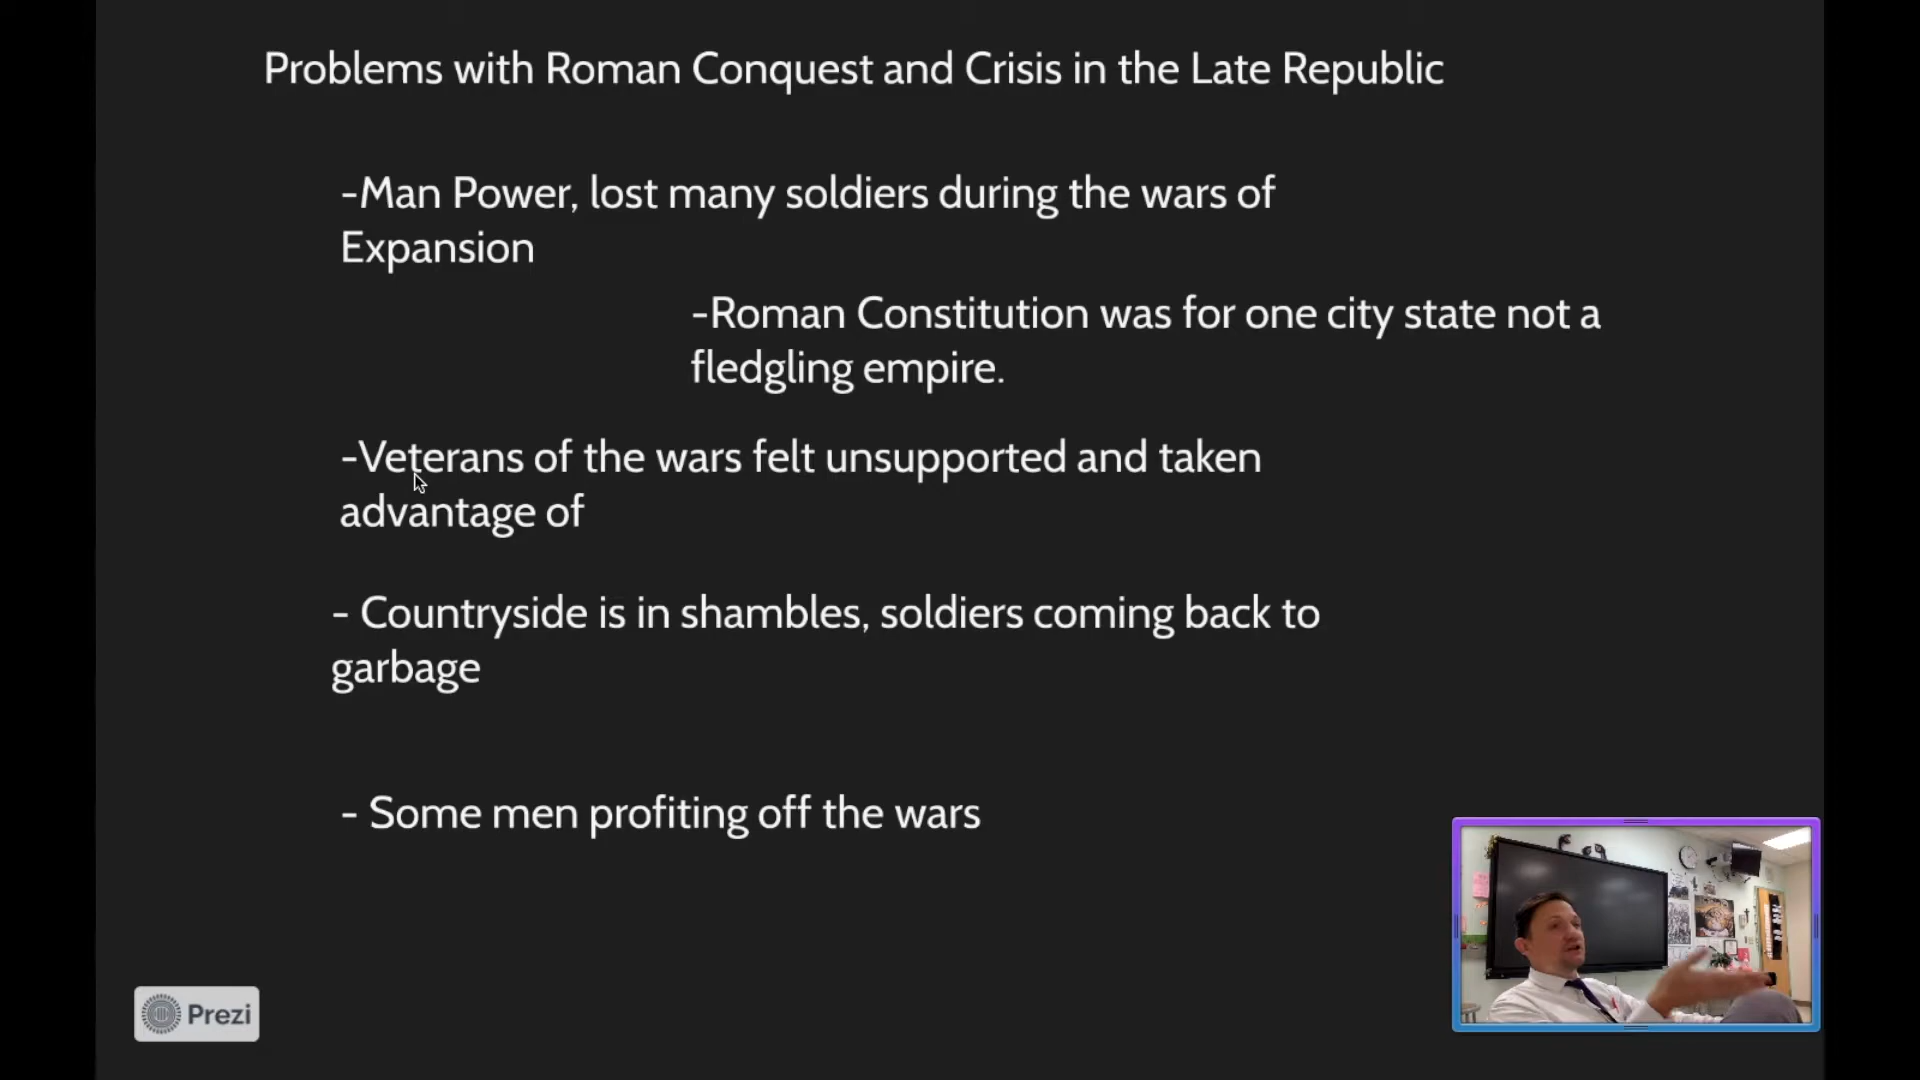 Problems with Roman Conquest and Crisis in the Late Republic
-Man Power, lost many soldiers during the wars of
Expansion
-Roman Constitution was for one city state not a
fledgling empire.
-Veterans of the wars felt unsupported and taken
advantage of
- Countryside is in shambles, soldiers coming back to
garbage
- Some men profiting off the wars
Prezi